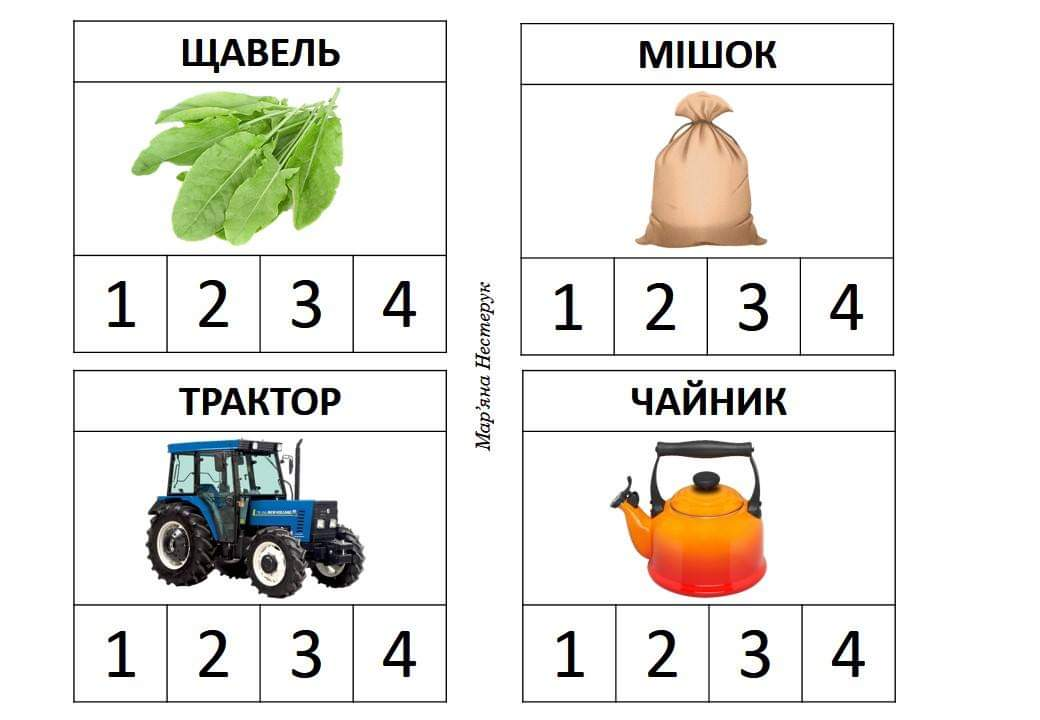 ЩАВЕЛЬ
1 2 3 4
МІШОК
1 2 3 4
Мар’яна Нестерук
ТРАКТОР
1 2 3 4
ЧАЙНИК
1 2 3 4